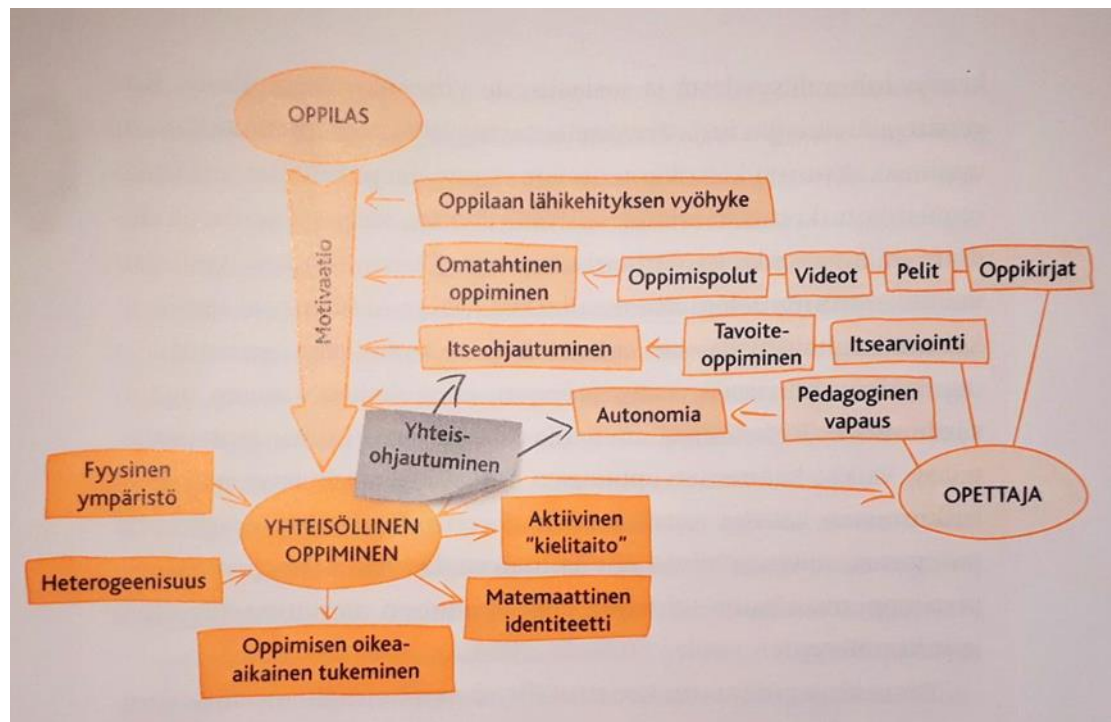 OPPILAS
Motivaatio
Oppilaan lähikehityksen vyöhyke
Omatahtinen
oppiminen
Oppimispolut
Videot
Pelit
Oppikirjat
Itseohjautuminen
Tavoite-
oppiminen
Itsearviointi
Autonomia
Pedagoginen
vapaus
Yhteis-
ohjautuminen
OPETTAJA
Fyysinen
ympäristö
YHTEISÖLLINEN
OPPIMINEN
Aktiivinen
"kielitaito"
Heterogeenisuus
Matemaattinen
identiteetti
Oppimisen oikea-
aikainen tukeminen